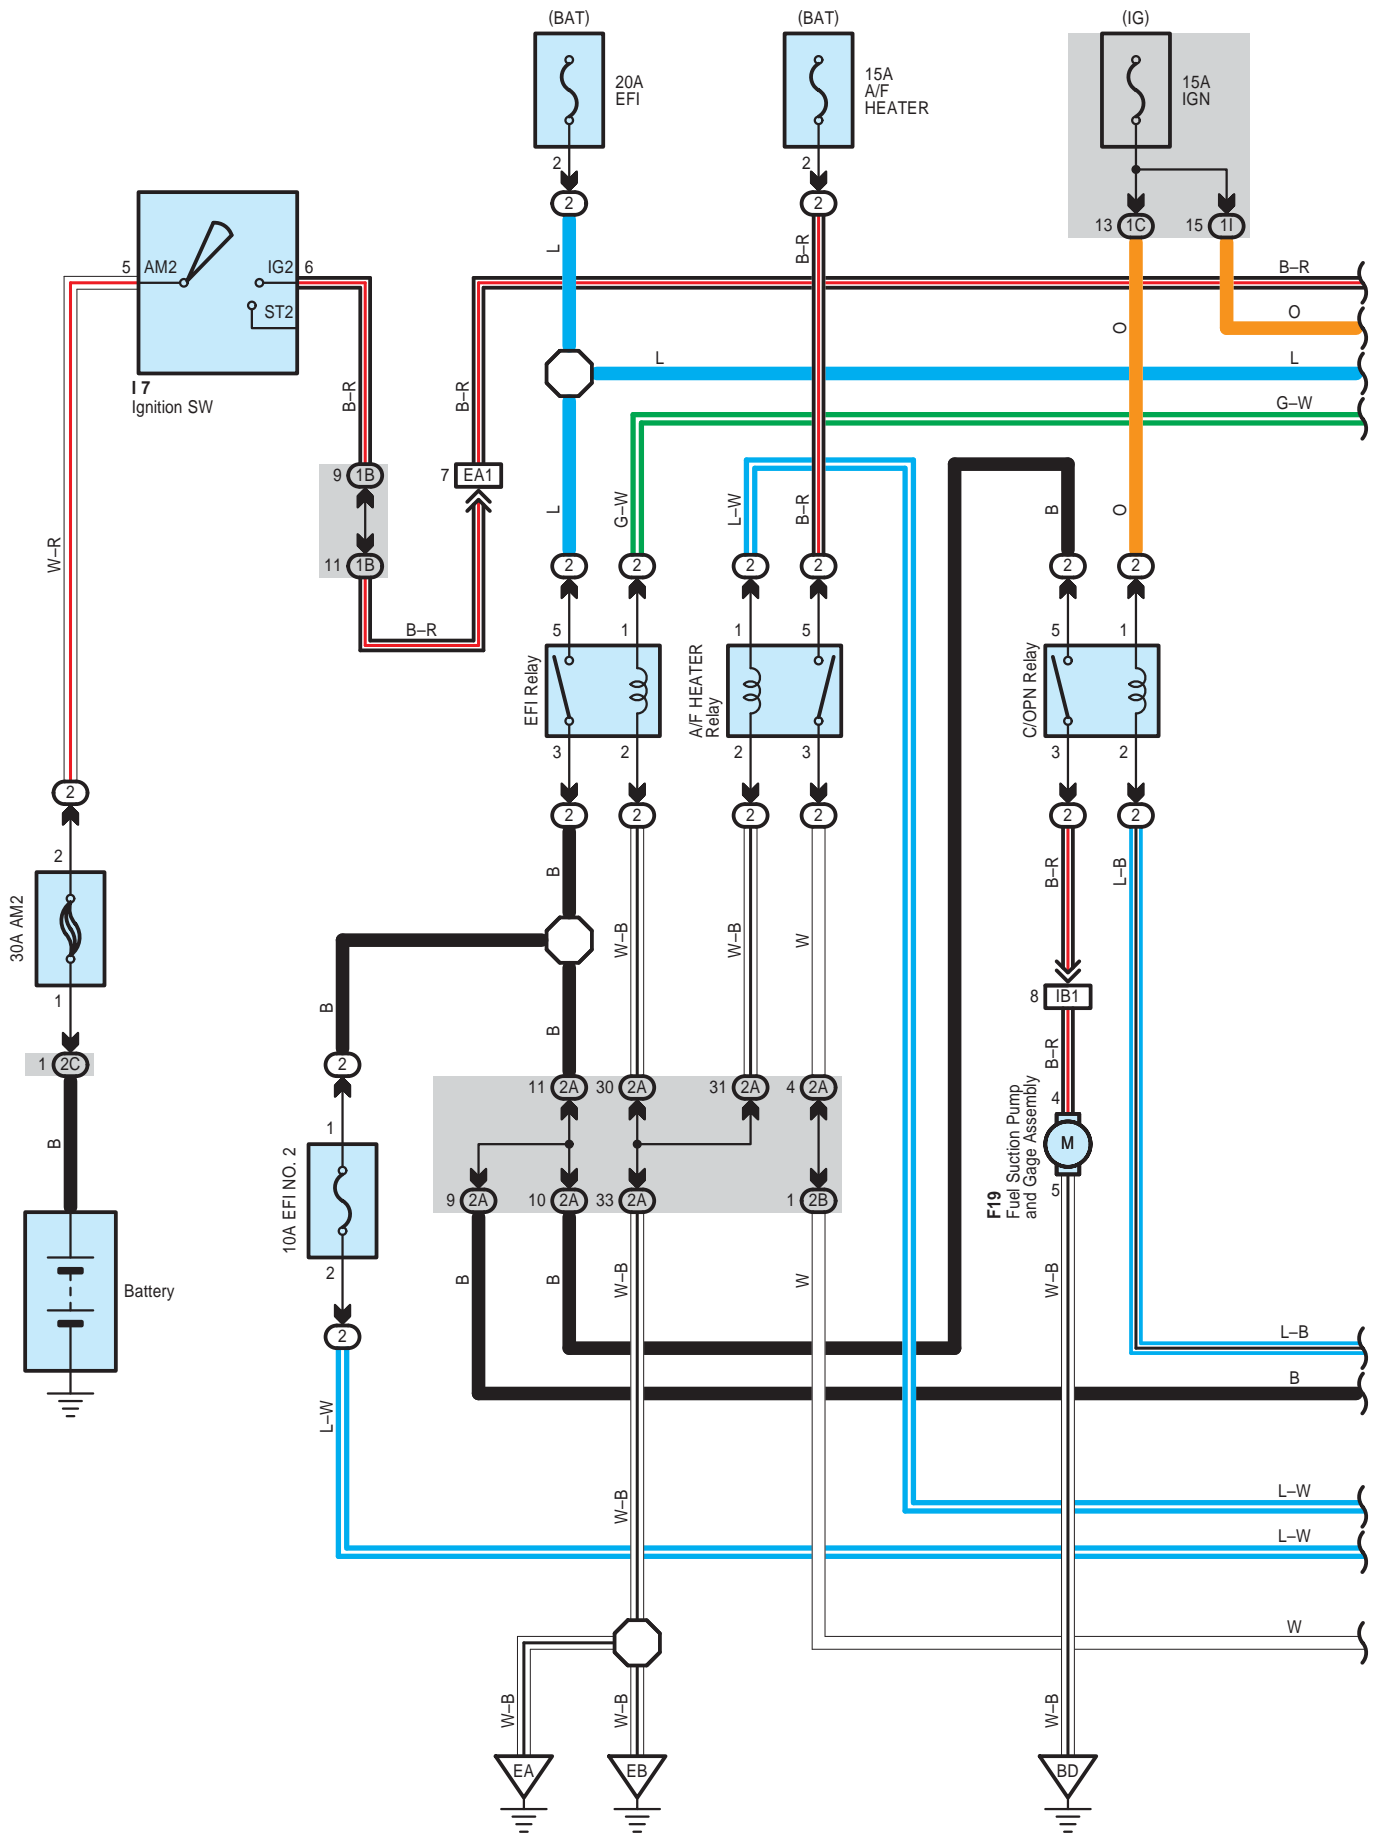 (BAT)
(BAT)
(IG)
20A
EFI
15A
A/F
HEATER
15A
IGN
2
2
2
2
13
1C
15
1I
L
B–R
5
AM2
IG2
6
ST2
B–R
O
O
I 7
Ignition SW
L
L
G–W
B–R
B–R
9
1B
7
EA1
L
G–W
L–W
B–R
B
O
W–R
11
1B
2
2
2
2
2
2
B–R
5
1
1
5
5
1
EFI Relay
A/F HEATER
Relay
C/OPN Relay
3
2
2
3
3
2
2
2
2
2
2
2
2
2
30A AM2
1
B
B–R
L–B
W–B
W–B
W
B
B
8
IB1
B–R
1
2C
2
11
2A
30
2A
31
2A
4
2A
4
M
5
F19
Fuel Suction Pump
and Gage Assembly
B
1
10A EFI NO. 2
2
9
2A
10
2A
33
2A
1
2B
Battery
B
B
W–B
W
W–B
2
L–B
B
L–W
W–B
L–W
L–W
W
W–B
W–B
W–B
EA
EB
BD